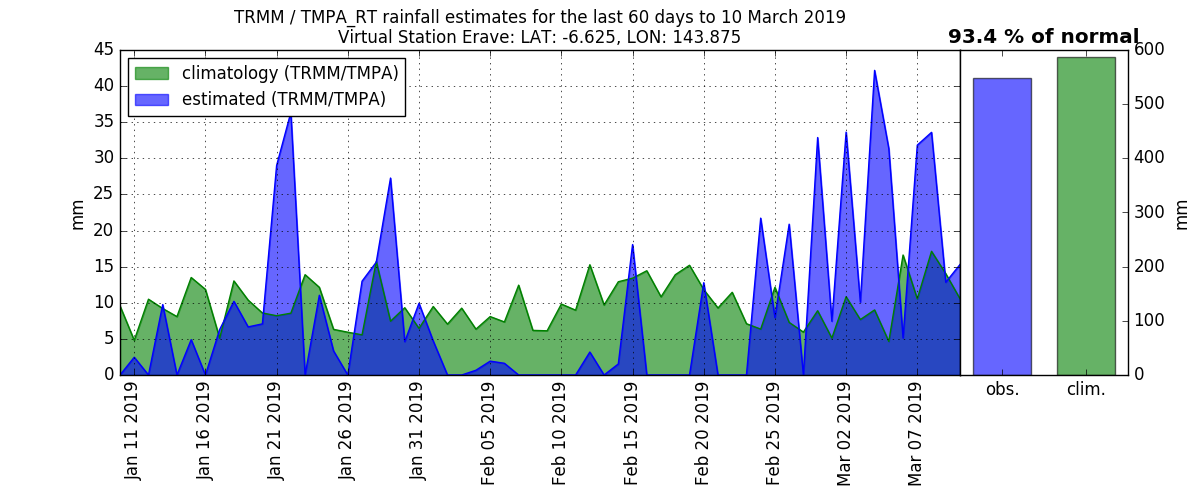 TRMM / TMPA_RT rainfall estimates for the last 60 days to 10 March 2019
Virtual Station Erave: LAT: -6.625, LON: 143.875
93.4 % of normal
climatology (TRMM/TMPA)
estimated (TRMM/TMPA)
mm
45
40
35
30
25
20
15
10
5
0
Jan 11 2019
Jan 16 2019
Jan 21 2019
Jan 26 2019
Jan 31 2019
Feb 05 2019
Feb 10 2019
Feb 15 2019
Feb 20 2019
Feb 25 2019
Mar 02 2019
Mar 07 2019
obs.
clim.
600
500
400
300
200
100
0
mm